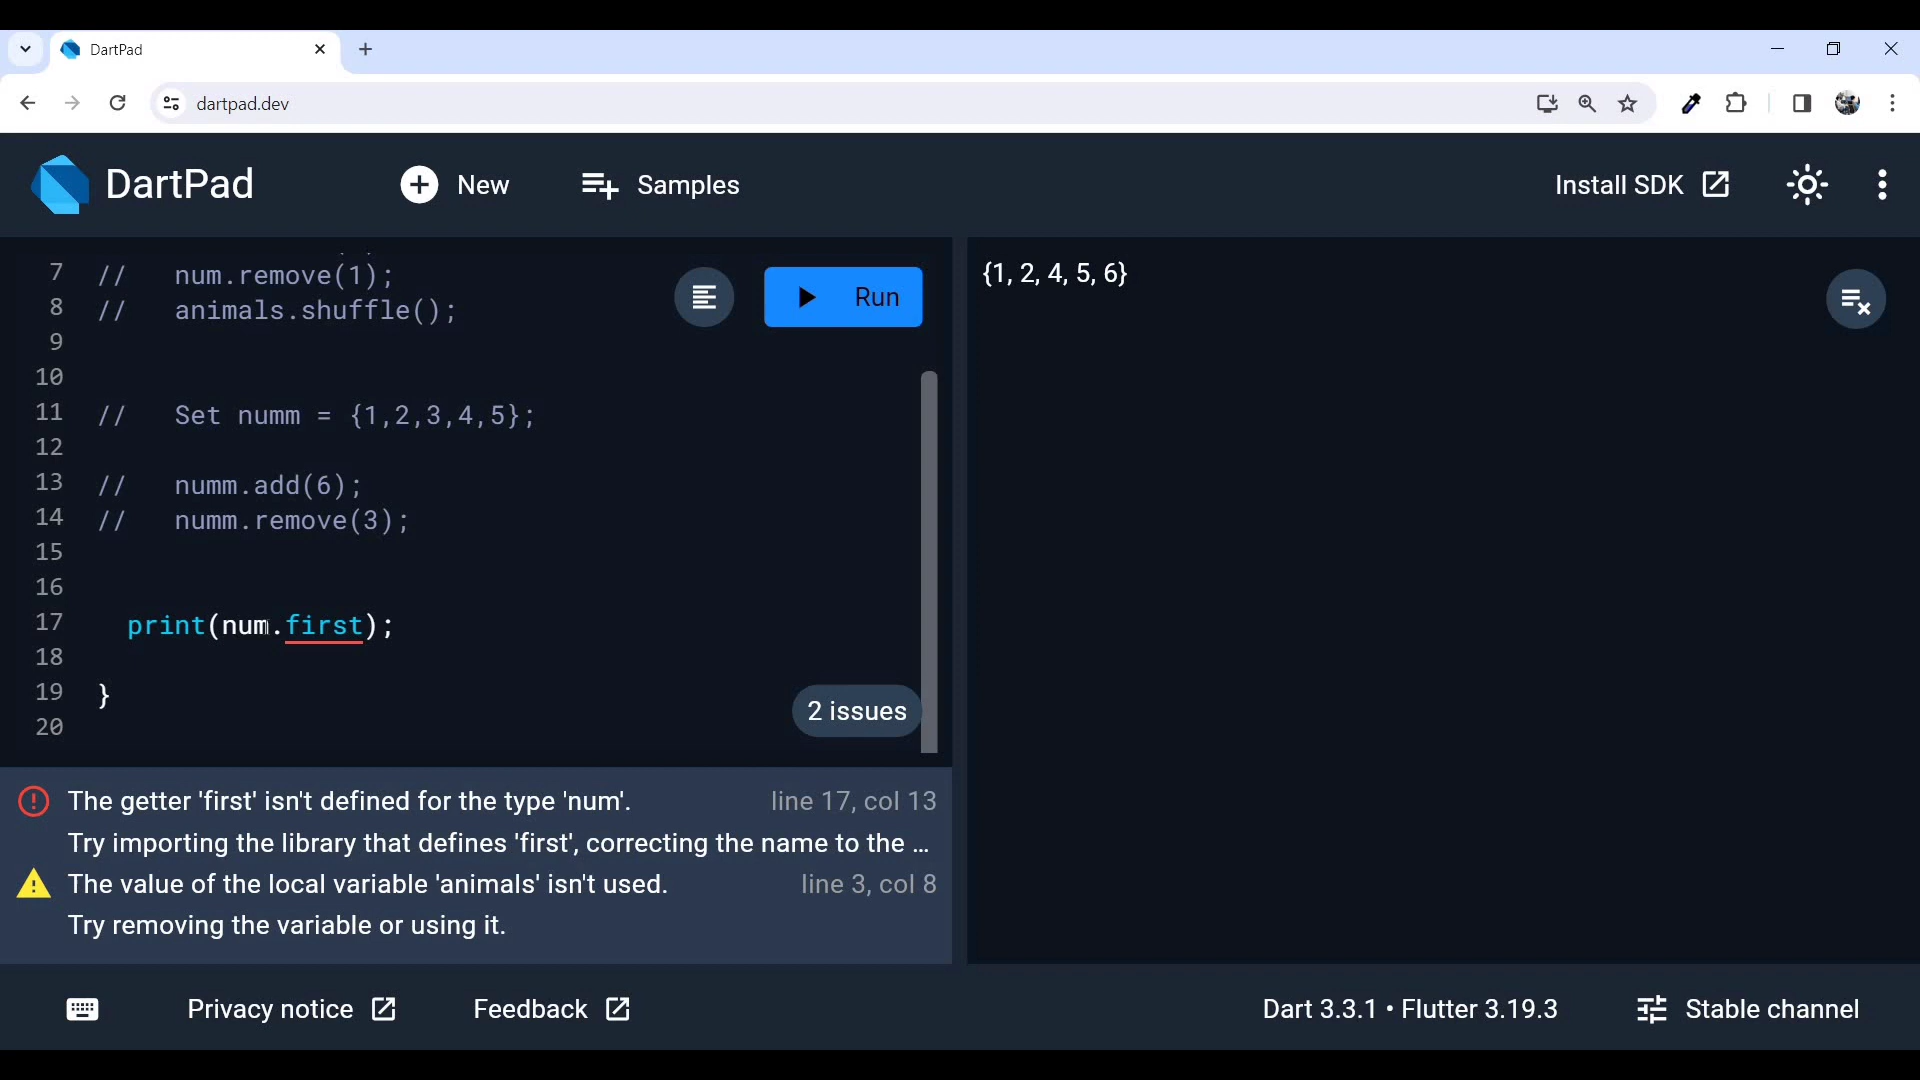 DartPad
dartpad.dev
DartPad New Samples Install SDK
7 // num.remove(1);
8 // animals.shuffle();
9
10
11 // Set numm = {1,2,3,4,5};
12
13 // numm.add(6);
14 // numm.remove(3);
15
16
17 print(num.first);
18
19 }
20
Run
2 issues
{1, 2, 4, 5, 6}
The getter 'first' isn't defined for the type 'num'. line 17, col 13
Try importing the library that defines 'first', correcting the name to the ...
The value of the local variable 'animals' isn't used. line 3, col 8
Try removing the variable or using it.
Privacy notice Feedback Dart 3.3.1 • Flutter 3.19.3 Stable channel